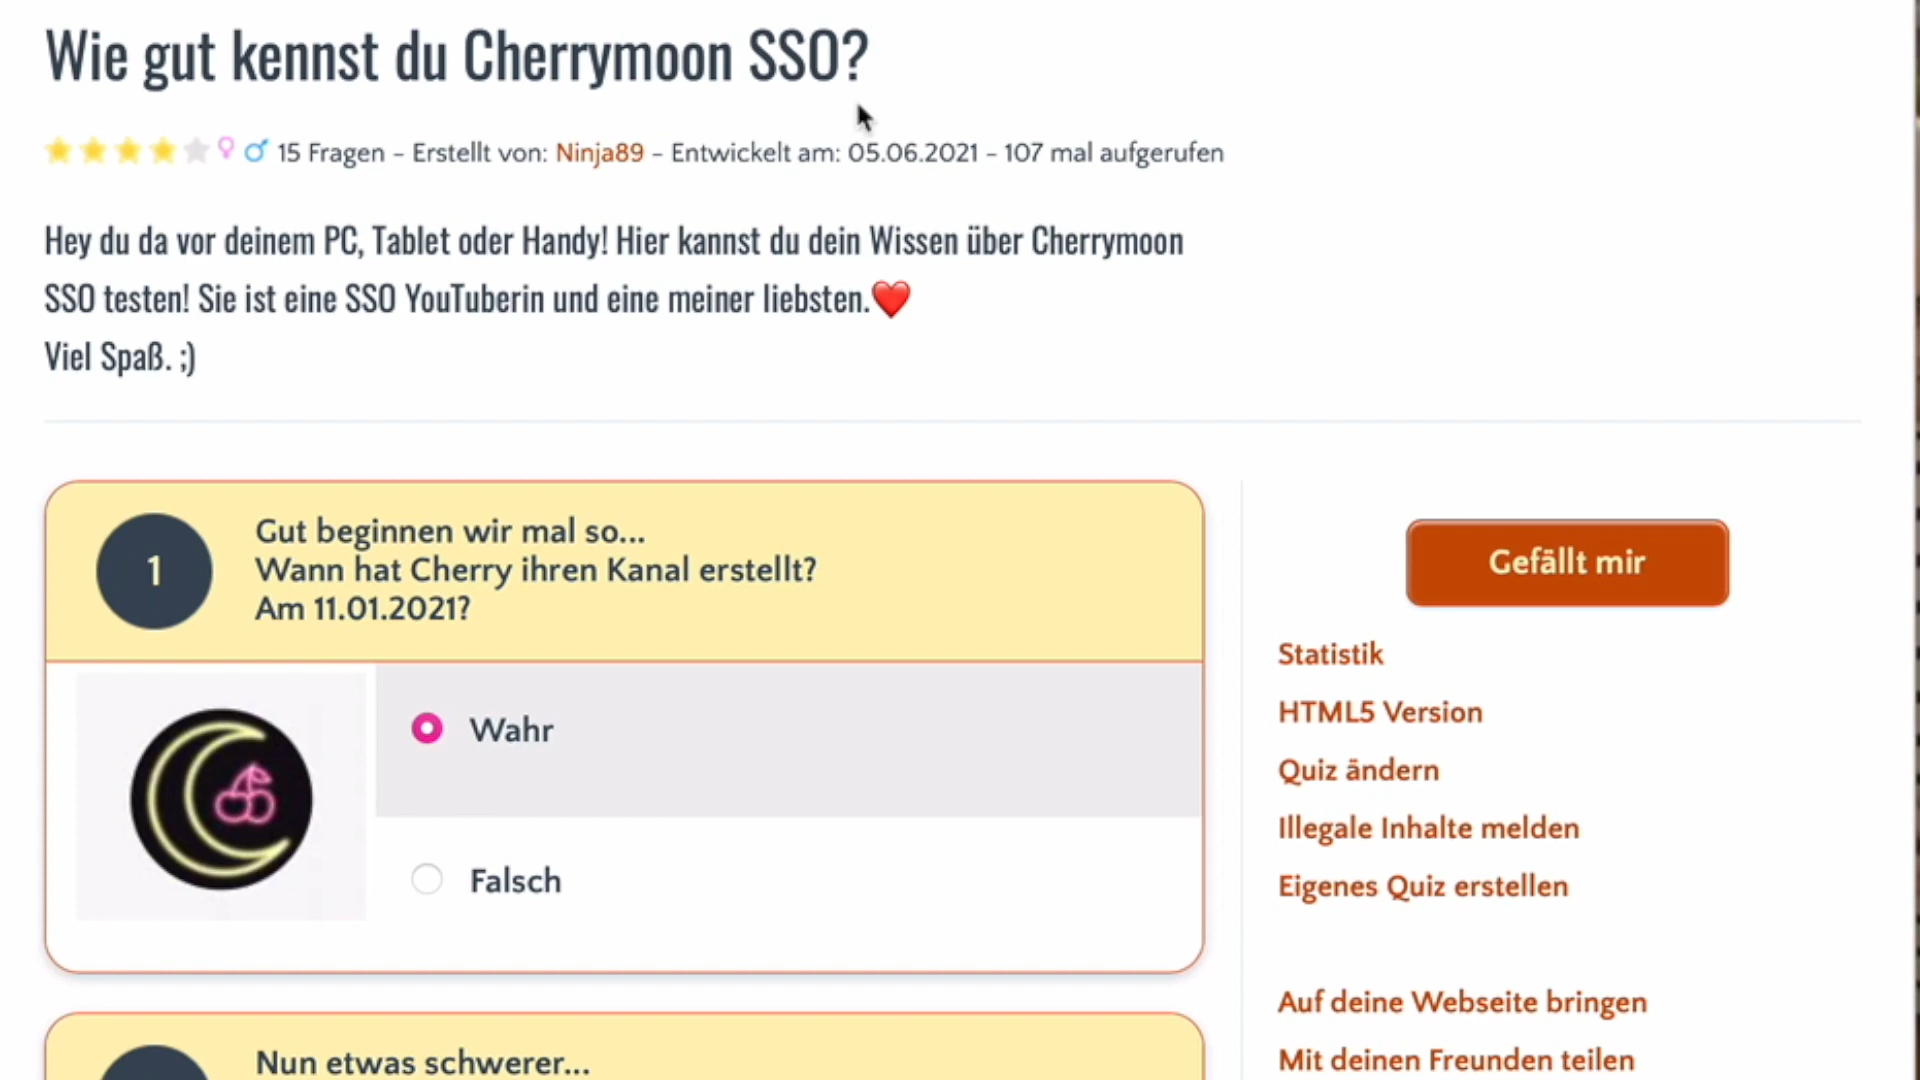 Wie gut kennst du Cherrymoon SSO?
15 Fragen - Erstellt von: Ninja89 - Entwickelt am: 05.06.2021 - 107 mal aufgerufen
Hey du da vor deinem PC, Tablet oder Handy! Hier kannst du dein Wissen über Cherrymoon
SSO testen! Sie ist eine SSO YouTuberin und eine meiner liebsten.❤️
Viel Spaß. ;)
1
Gut beginnen wir mal so...
Wann hat Cherry ihren Kanal erstellt?
Am 11.01.2021?
Wahr
Falsch
Nun etwas schwerer...
Gefällt mir
Statistik
HTML5 Version
Quiz ändern
Illegale Inhalte melden
Eigenes Quiz erstellen
Auf deine Webseite bringen
Mit deinen Freunden teilen